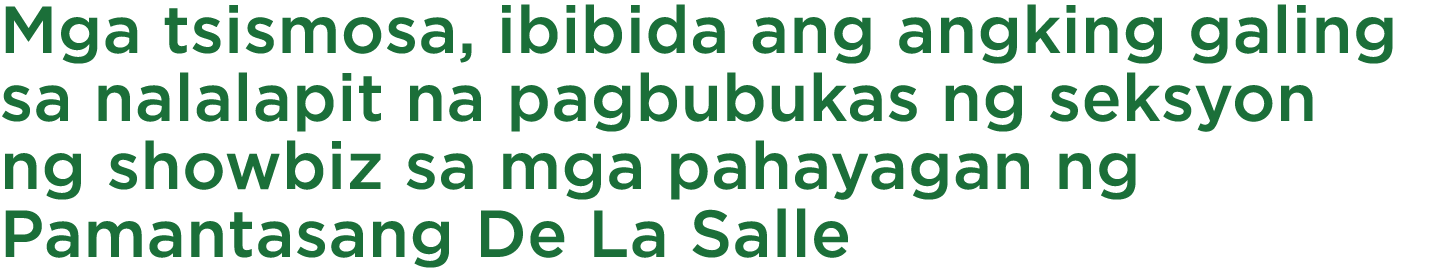 Mga tsismosa, ibibida ang angking galing
sa nalalapit na pagbubukas ng seksyon
ng showbiz sa mga pahayagan ng
Pamantasang De La Salle